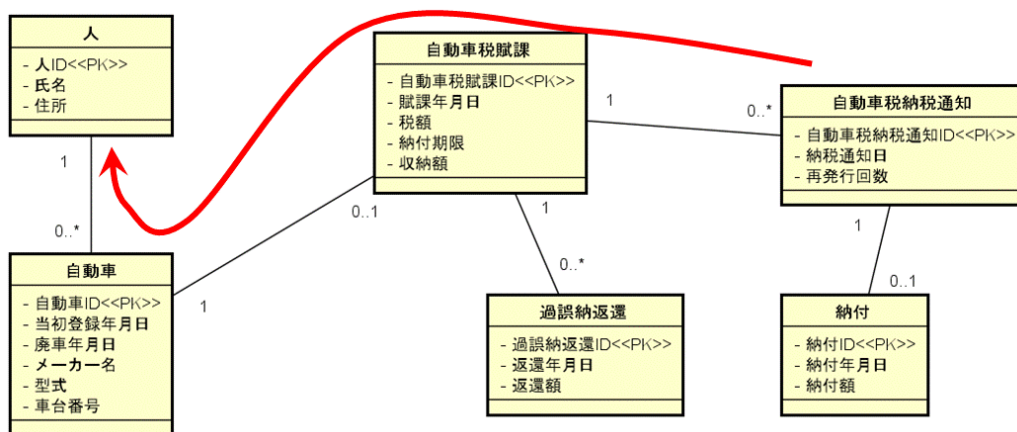 人
- 人ID<<PK>>
- 氏名
- 住所
1
0..*
自動車
- 自動車ID<<PK>>
- 当初登録年月日
- 廃車年月日
- メーカー名
- 型式
- 車台番号
1
0..1
自動車税賦課
- 自動車税賦課ID<<PK>>
- 賦課年月日
- 税額
- 納付期限
- 収納額
1
0..*
1
0..*
過誤納返還
- 過誤納返還ID<<PK>>
- 返還年月日
- 返還額
自動車税納税通知
- 自動車税納税通知ID<<PK>>
- 納税通知日
- 再発行回数
1
0..1
納付
- 納付ID<<PK>>
- 納付年月日
- 納付額